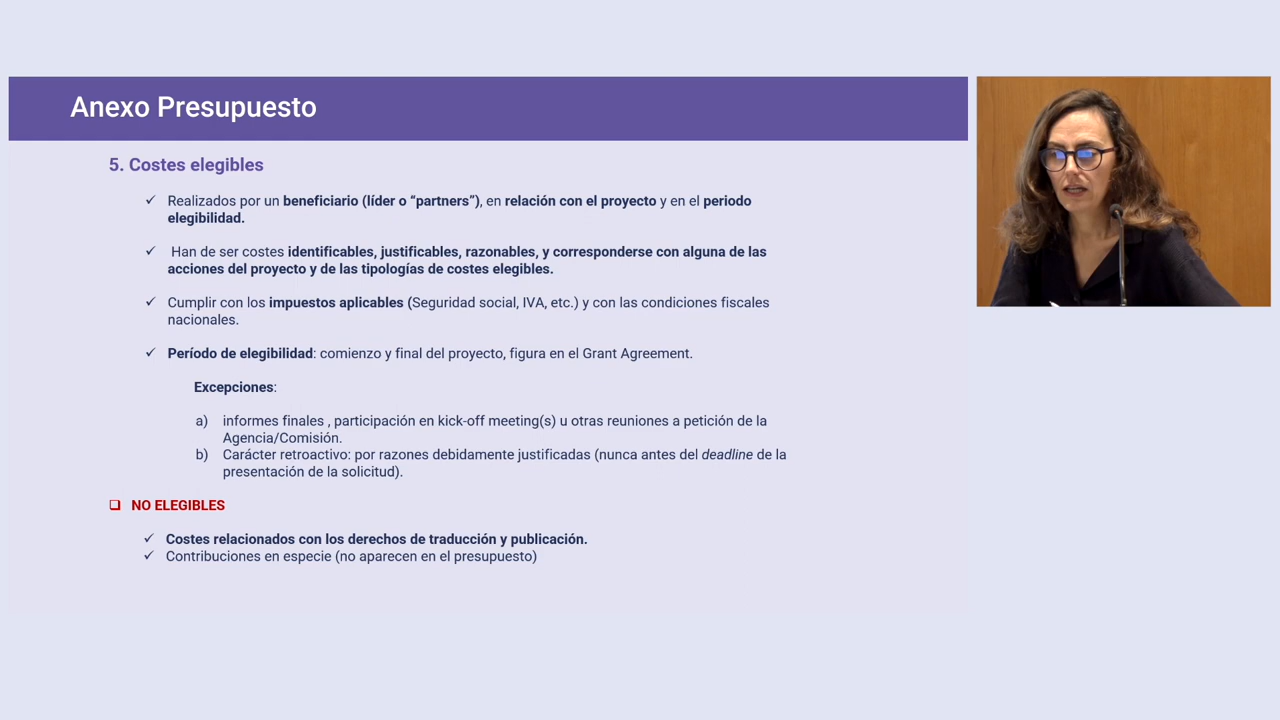 Anexo Presupuesto
5. Costes elegibles
✓ Realizados por un beneficiario (líder o “partners”), en relación con el proyecto y en el periodo
elegibilidad.
✓ Han de ser costes identificables, justificables, razonables, y corresponderse con alguna de las
acciones del proyecto y de las tipologías de costes elegibles.
✓ Cumplir con los impuestos aplicables (Seguridad social, IVA, etc.) y con las condiciones fiscales
nacionales.
✓ Período de elegibilidad: comienzo y final del proyecto, figura en el Grant Agreement.
Excepciones:
a) informes finales , participación en kick-off meeting(s) u otras reuniones a petición de la
Agencia/Comisión.
b) Carácter retroactivo: por razones debidamente justificadas (nunca antes del deadline de la
presentación de la solicitud).
❑ NO ELEGIBLES
✓ Costes relacionados con los derechos de traducción y publicación.
✓ Contribuciones en especie (no aparecen en el presupuesto)